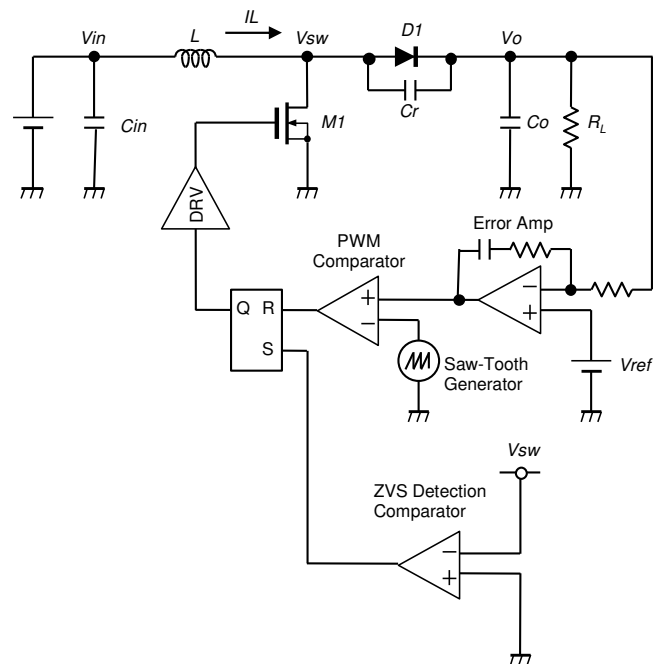 Vin
L
IL
Vsw
D1
Vo
Cr
Cin
M1
Co
RL
DRV
Error Amp
PWM
Comparator
Q
R
S
+
−
−
+
Saw-Tooth
Generator
Vref
Vsw
ZVS Detection
Comparator
−
+